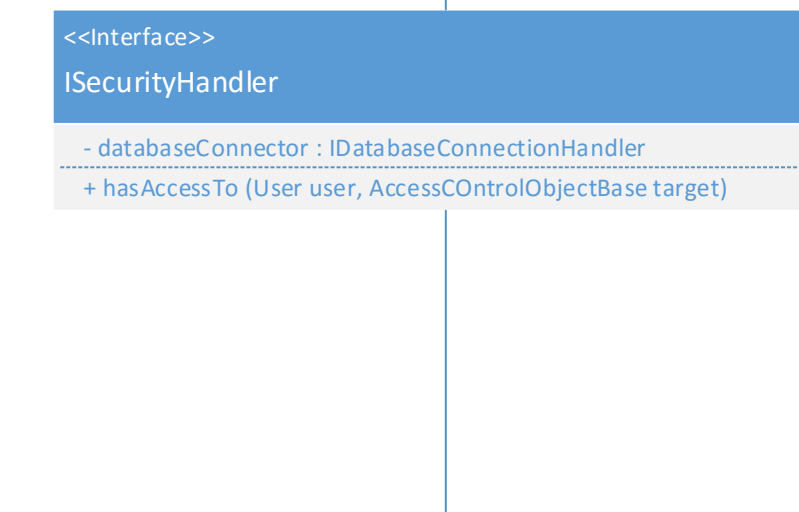 <<Interface>>
ISecurityHandler
- databaseConnector : IDatabaseConnectionHandler
+ hasAccessTo (User user, AccessCOntrolObjectBase target)